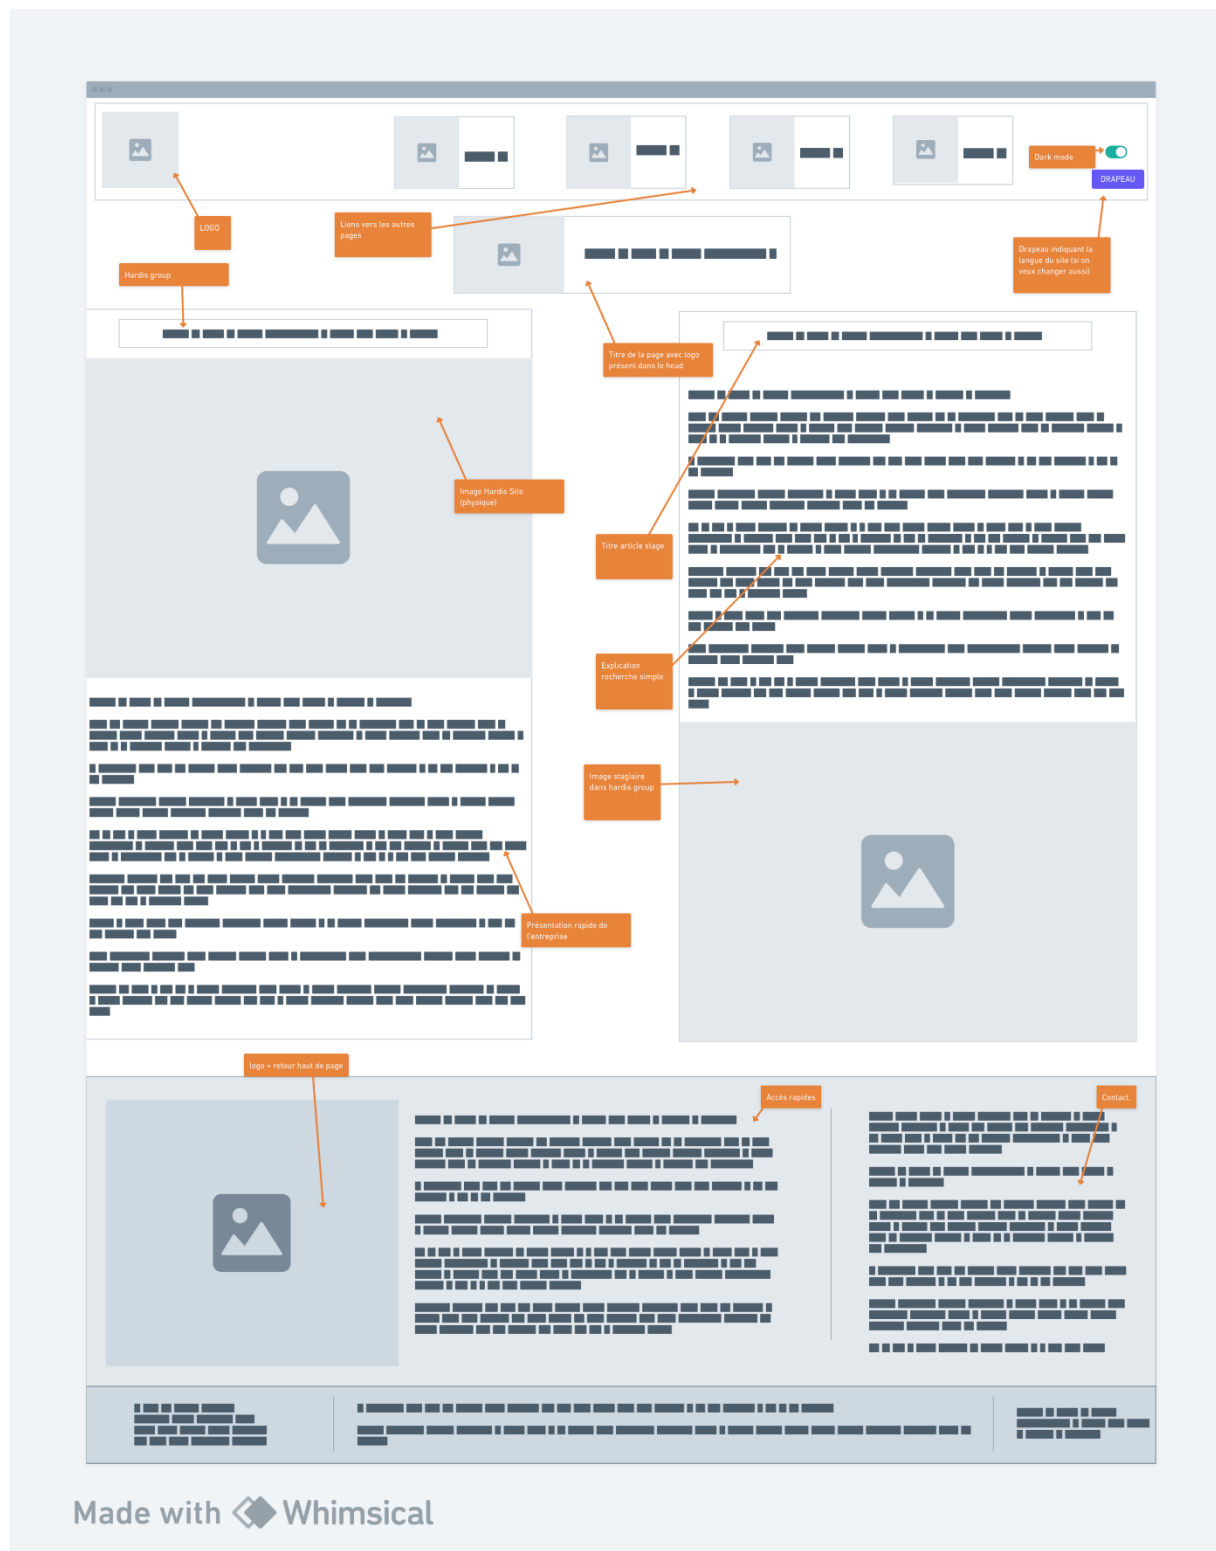 Dark mode
DRAPEAU
LOGO
Liens vers les autres
pages
Drapeau indiquant la
langue du site (si on
veux changer aussi)
Hardis group
Titre de la page avec logo
présent dans le head
Image Hardis Site
(physique)
Titre article stage
Explication
recherche simple
Image stagiaire
dans hardis group
Présentation rapide de
l'entreprise
logo + retour haut de page
Accés rapides
Contact
Made with Whimsical